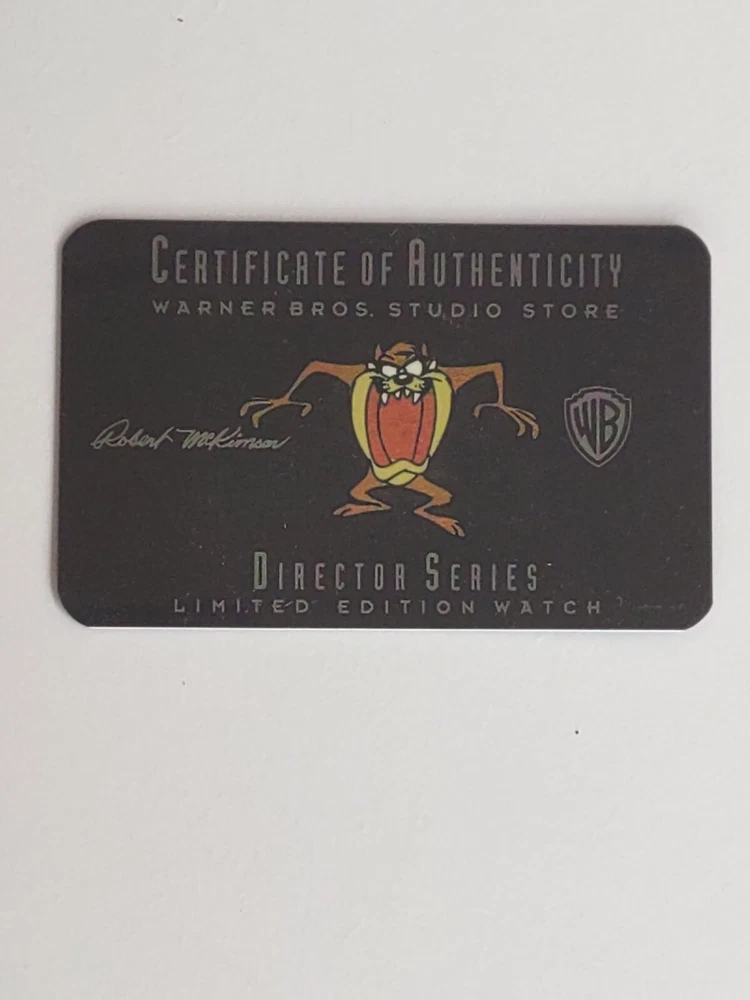 CERTIFICATE OF AUTHENTICITY
WARNER BROS. STUDIO STORE
Robert McKimson
WB
DIRECTOR SERIES
LIMITED EDITION WATCH